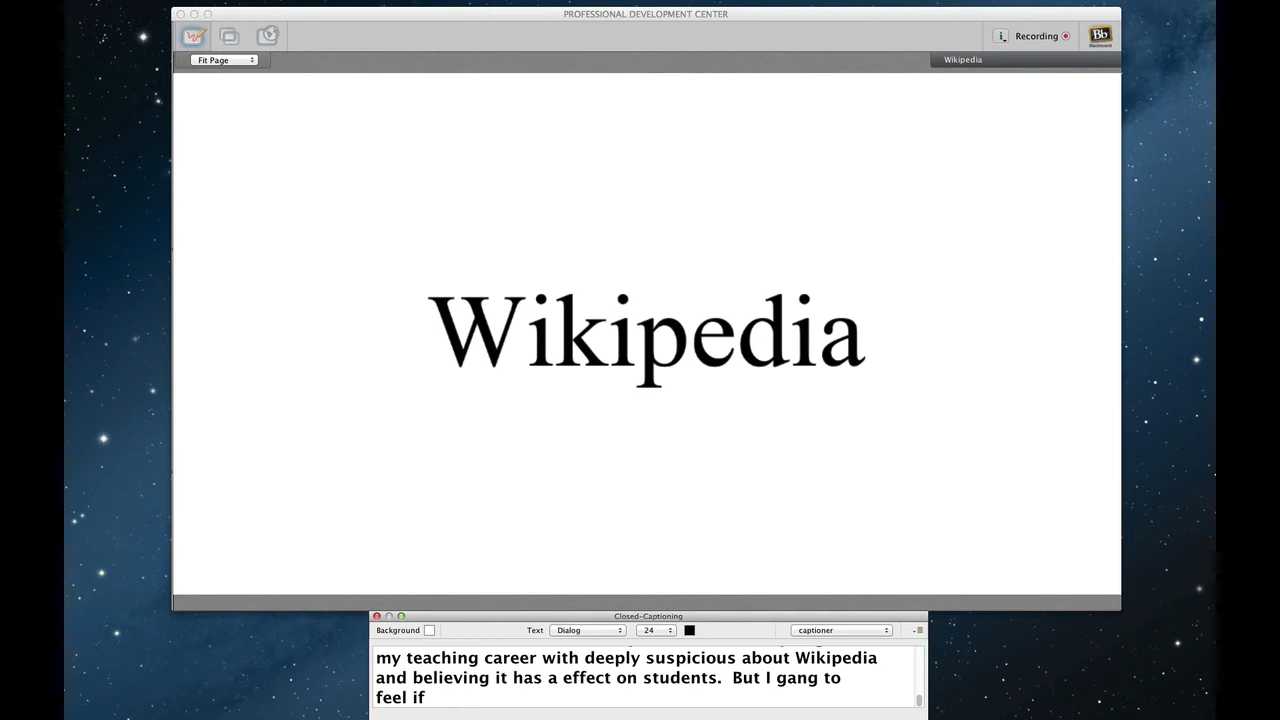 PROFESSIONAL DEVELOPMENT CENTER
Recording
Bb
Fit Page
Wikipedia
Wikipedia
Closed-Captioning
Background
Text
Dialog
24
captioner
my teaching career with deeply suspicious about Wikipedia
and believing it has a effect on students. But I gang to
feel if